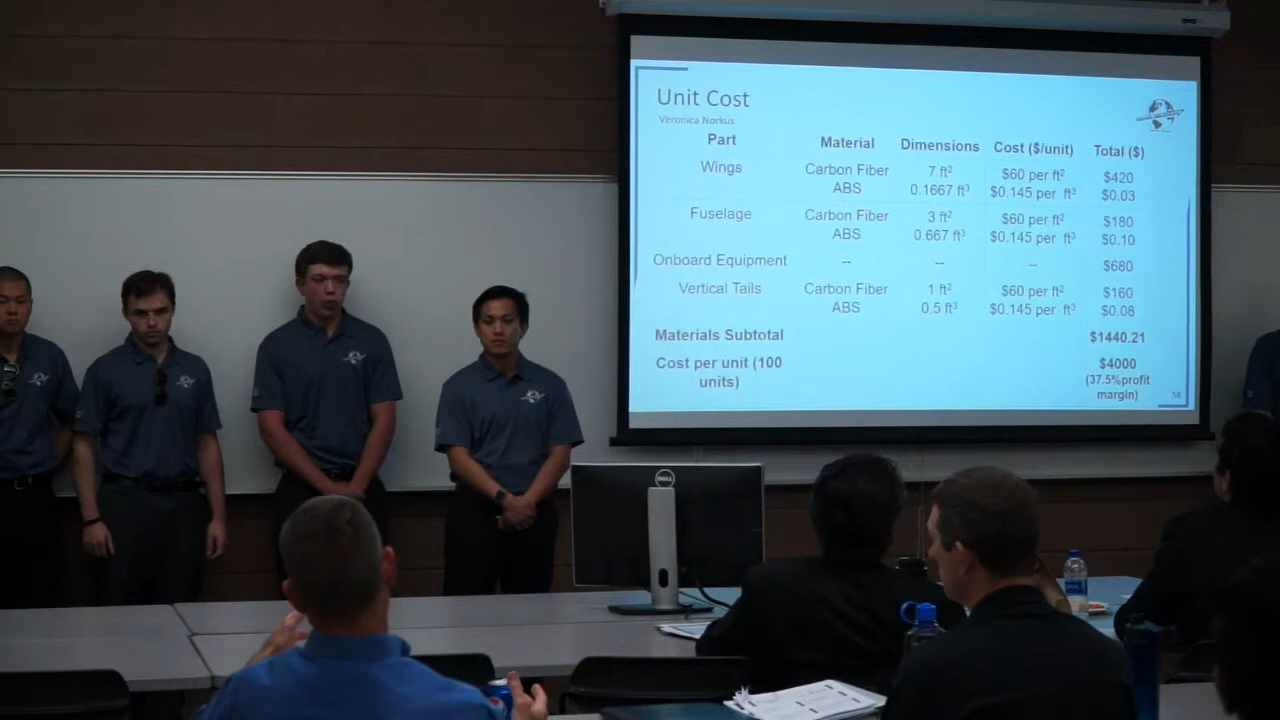 Unit Cost
Veronica Norkus
Part Material Dimensions Cost ($/unit) Total ($)
Wings Carbon Fiber 7 ft² $60 per ft² $420
ABS 0.1667 ft³ $0.145 per ft³ $0.03
Fuselage Carbon Fiber 3 ft² $60 per ft² $180
ABS 0.667 ft³ $0.145 per ft³ $0.10
Onboard Equipment -- -- -- $680
Vertical Tails Carbon Fiber 1 ft² $60 per ft² $160
ABS 0.5 ft³ $0.145 per ft³ $0.08
Materials Subtotal $1440.21
Cost per unit (100 $4000
units) (37.5%profit
margin)
58
DELL